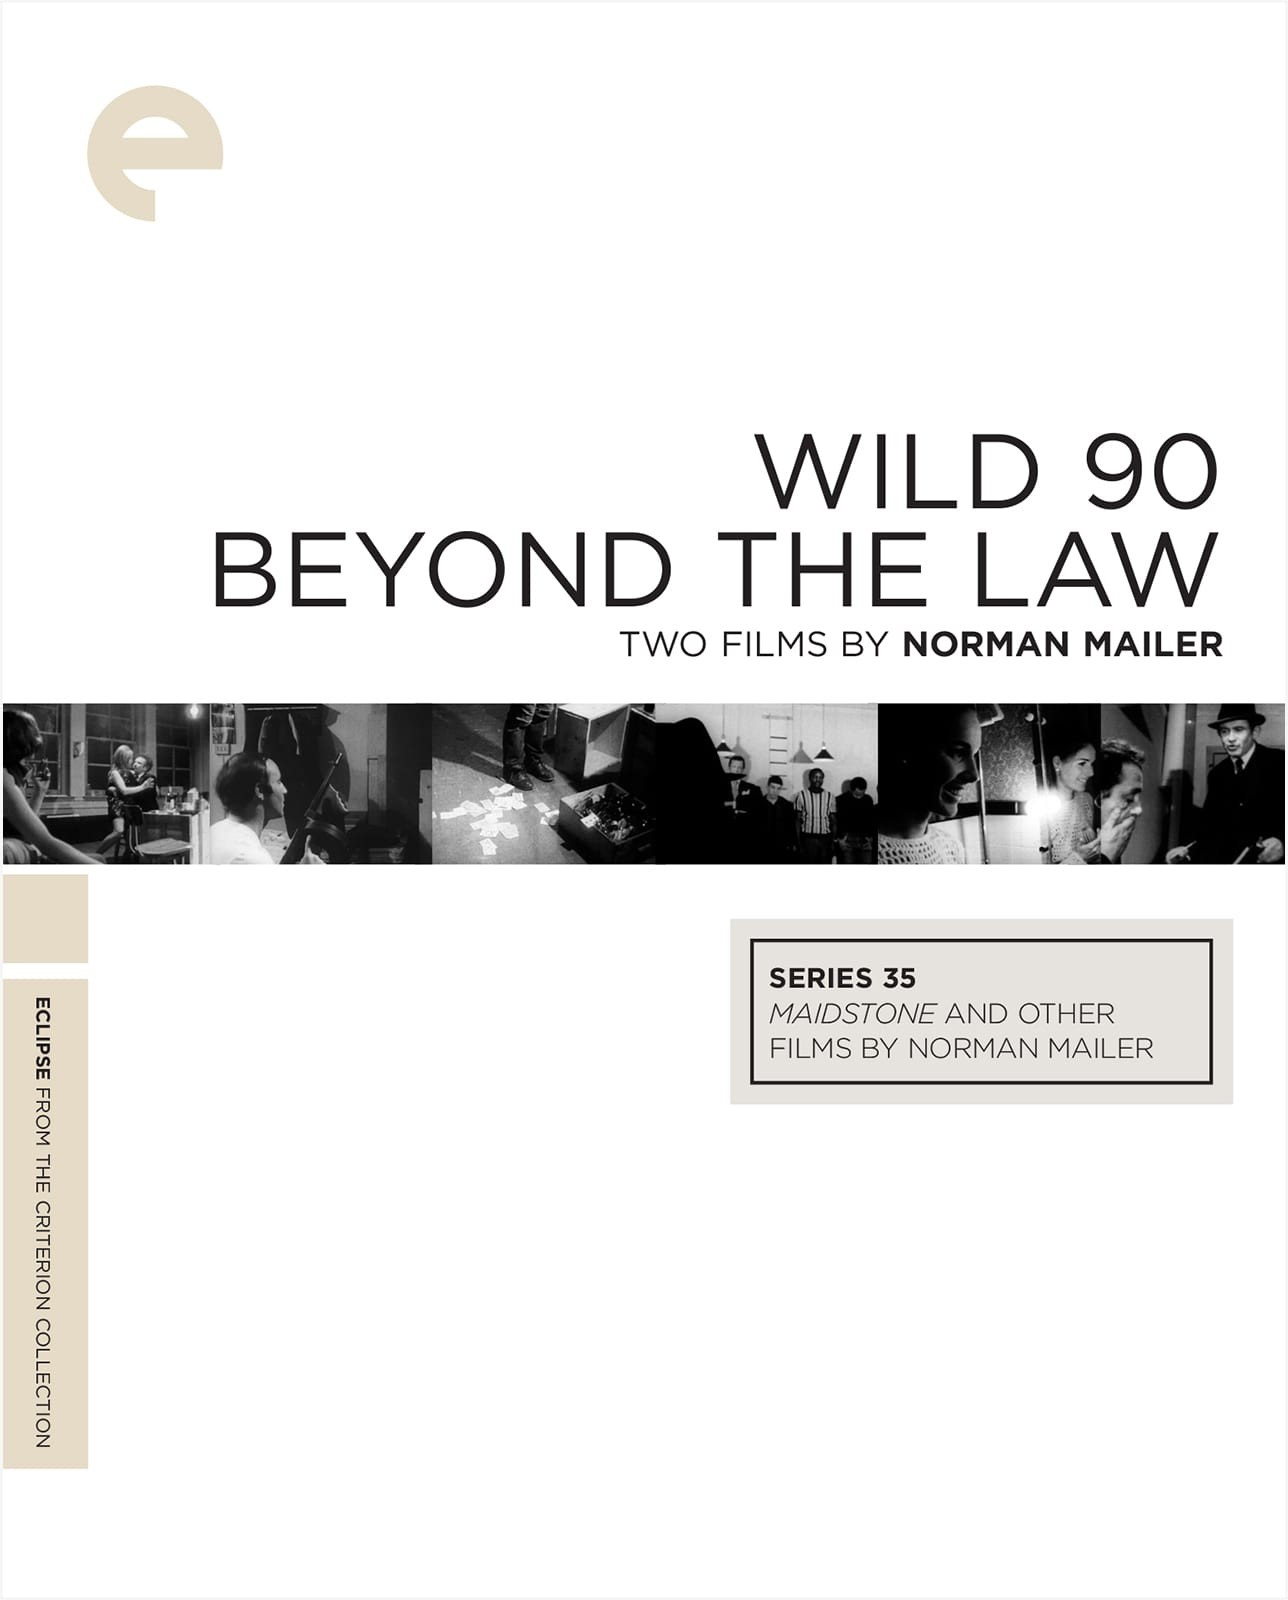 e
WILD 90
BEYOND THE LAW
TWO FILMS BY NORMAN MAILER
SERIES 35
MAIDSTONE AND OTHER
FILMS BY NORMAN MAILER
ECLIPSE FROM THE CRITERION COLLECTION